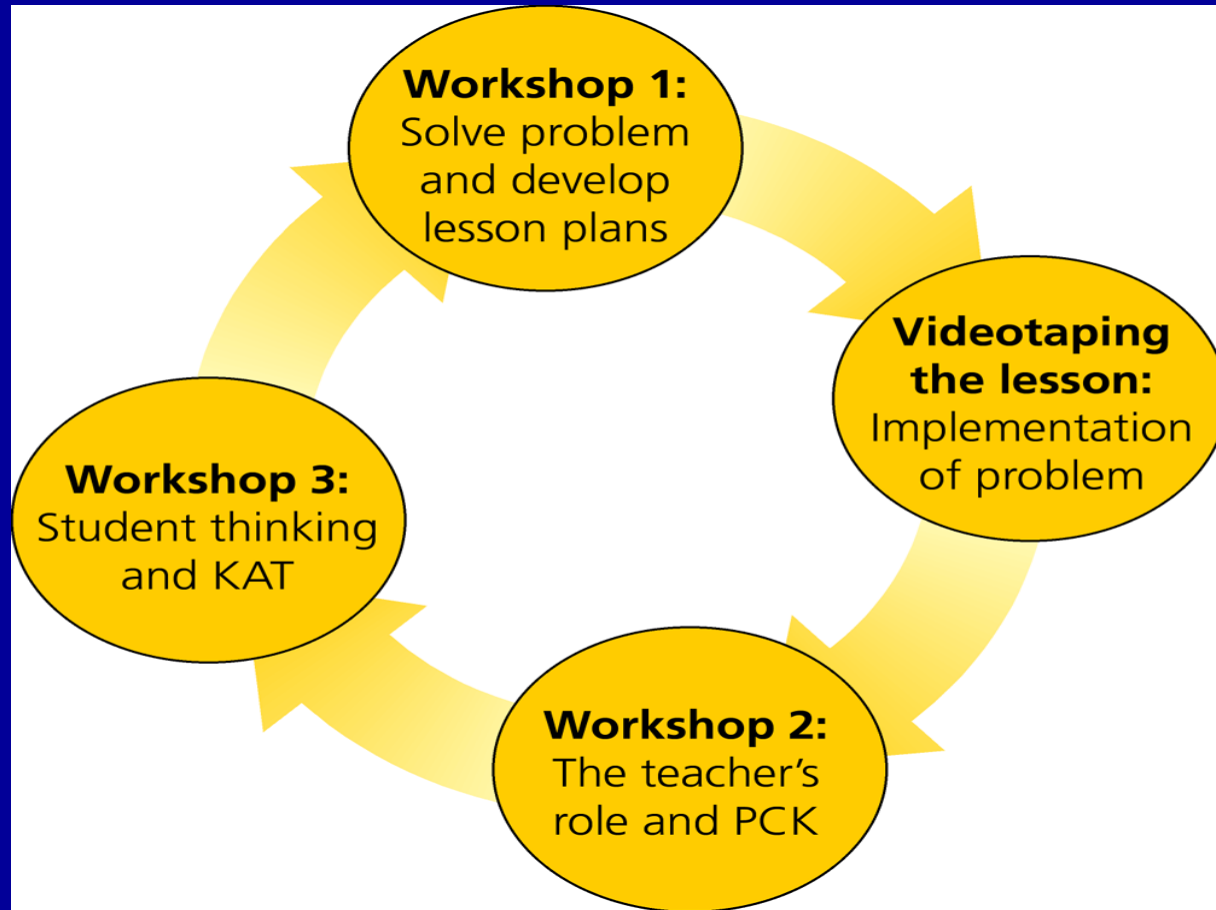 Workshop 1:
Solve problem
and develop
lesson plans
Videotaping
the lesson:
Implementation
of problem
Workshop 2:
The teacher’s
role and PCK
Workshop 3:
Student thinking
and KAT